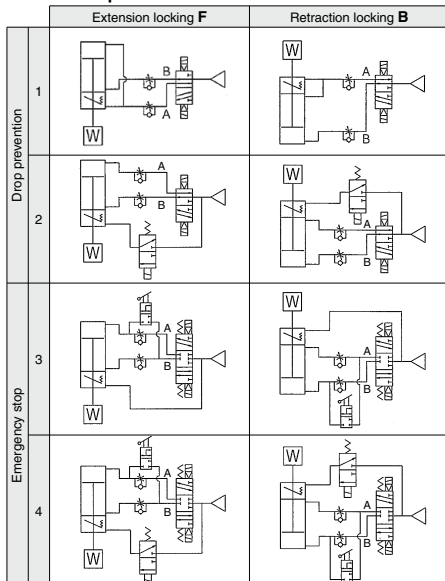 Extension locking F
Retraction locking B
Drop prevention
1
W
B
A
W
A
B
2
W
A
B
W
A
B
Emergency stop
3
W
A
B
W
A
B
4
W
A
B
W
A
B